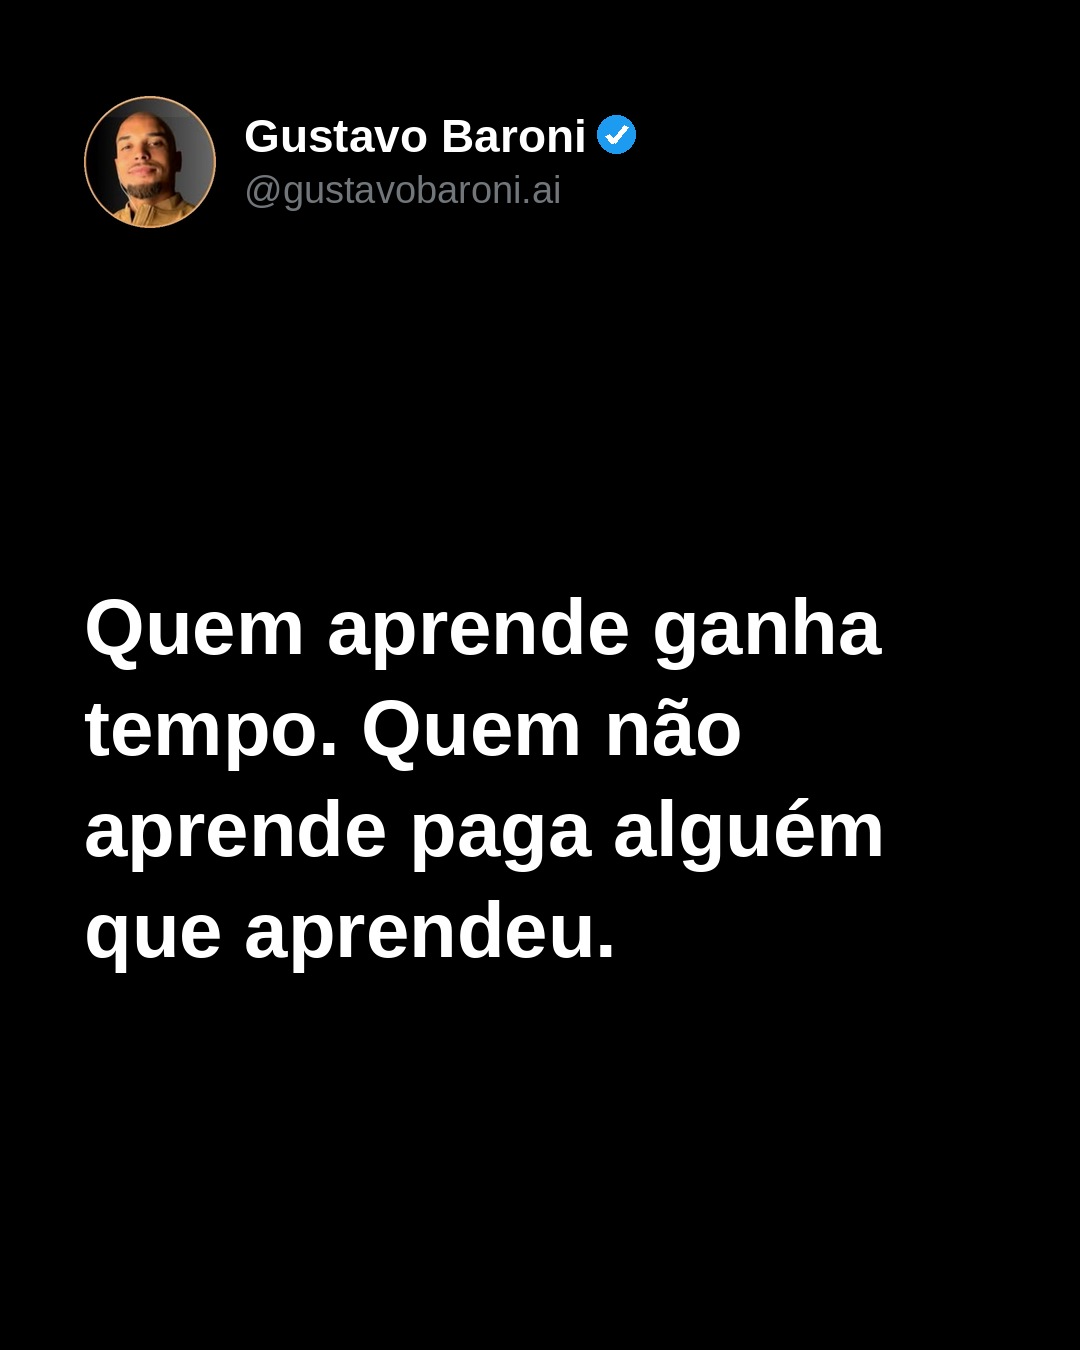 Gustavo Baroni
@gustavobaroni.ai
Quem aprende ganha
tempo. Quem não
aprende paga alguém
que aprendeu.